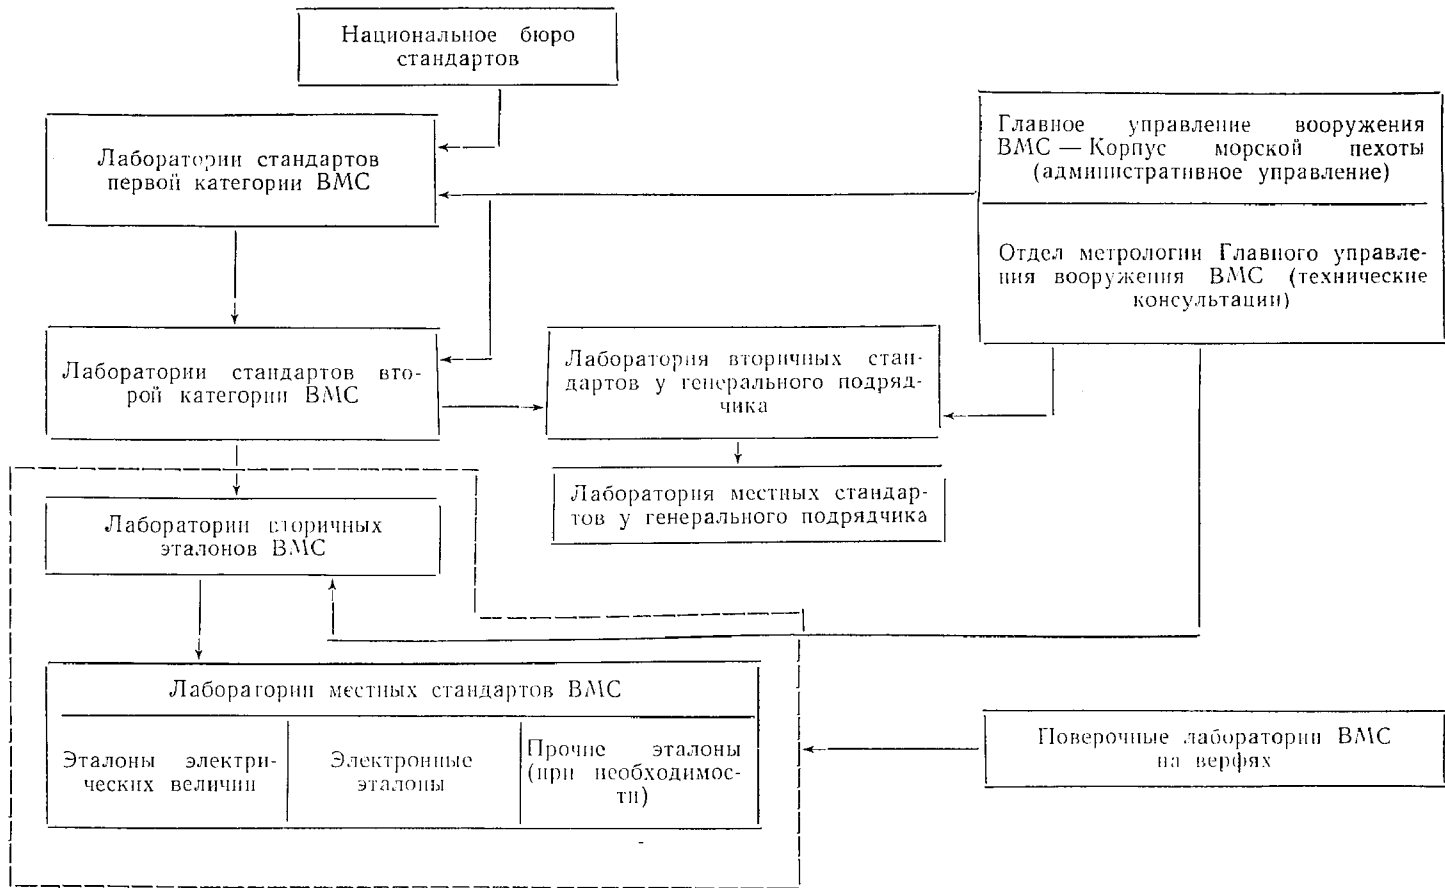 Национальное бюро
стандартов
Лаборатории стандартов
первой категории ВМС
Главное управление вооружения
ВМС — Корпус морской пехоты
(административное управление)
Отдел метрологии Главного управле-
ния вооружения ВМС (технические
консультации)
Лаборатории стандартов вто-
рой категории ВМС
Лаборатория вторичных стан-
дартов у генерального подряд-
чика
Лаборатория местных стандар-
тов у генерального подрядчика
Лаборатории вторичных
эталонов ВМС
Лаборатории местных стандартов ВМС
Эталоны электри-
ческих величин
Электронные
эталоны
Прочие эталоны
(при необходимос-
ти)
Поверочные лаборатории ВМС
на верфях